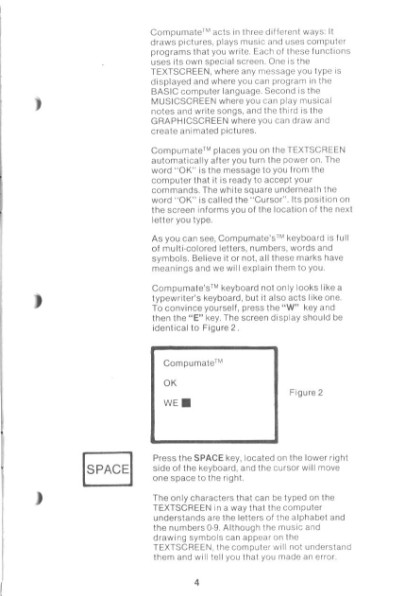 Compumate™ acts in three different ways: It
draws pictures, plays music and uses computer
programs that you write. Each of these functions
uses its own special screen. One is the
TEXTSCREEN, where any message you type is
displayed and where you can program in the
BASIC computer language. Second is the
MUSICSCREEN where you can play musical
notes and write songs, and the third is the
GRAPHICSCREEN where you can draw and
create animated pictures.
Compumate™ places you on the TEXTSCREEN
automatically after you turn the power on. The
word "OK" is the message to you from the
computer that it is ready to accept your
commands. The white square underneath the
word "OK" is called the "Cursor". Its position on
the screen informs you of the location of the next
letter you type.
As you can see, Compumate's™ keyboard is full
of multi-colored letters, numbers, words and
symbols. Believe it or not, all these marks have
meanings and we will explain them to you.
Compumate's™ keyboard not only looks like a
typewriter's keyboard, but it also acts like one.
To convince yourself, press the "W" key and
then the "E" key. The screen display should be
identical to Figure 2.
Compumate™
OK
WE ■
Figure 2
SPACE
Press the SPACE key, located on the lower right
side of the keyboard, and the cursor will move
one space to the right.
The only characters that can be typed on the
TEXTSCREEN in a way that the computer
understands are the letters of the alphabet and
the numbers 0-9. Although the music and
drawing symbols can appear on the
TEXTSCREEN, the computer will not understand
them and will tell you that you made an error.
4